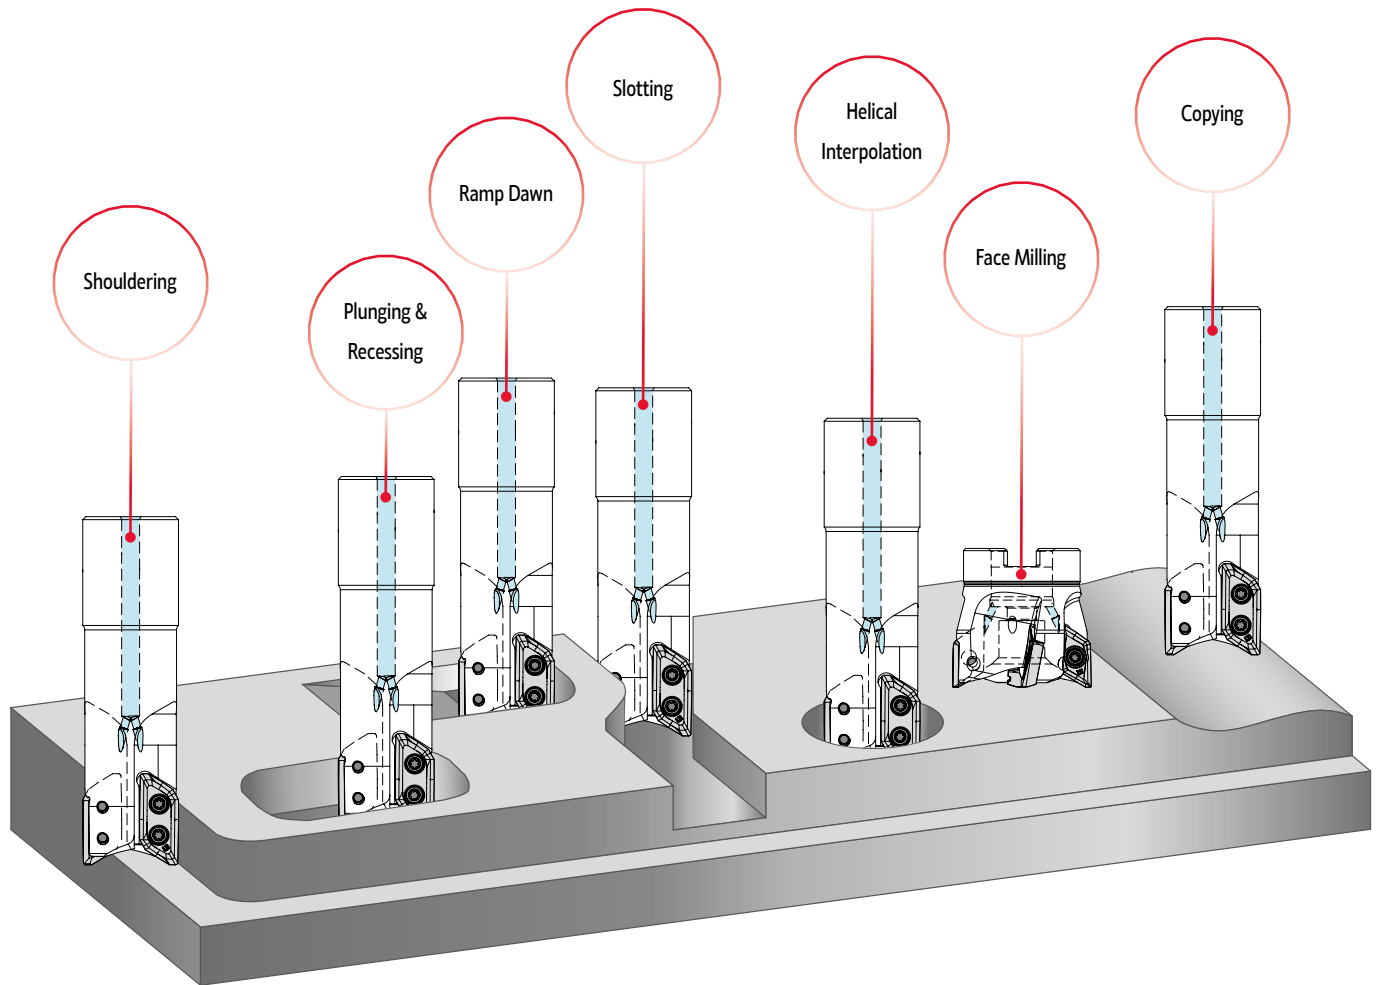 Shouldering
Plunging &
Recessing
Ramp Dawn
Slotting
Helical
Interpolation
Face Milling
Copying